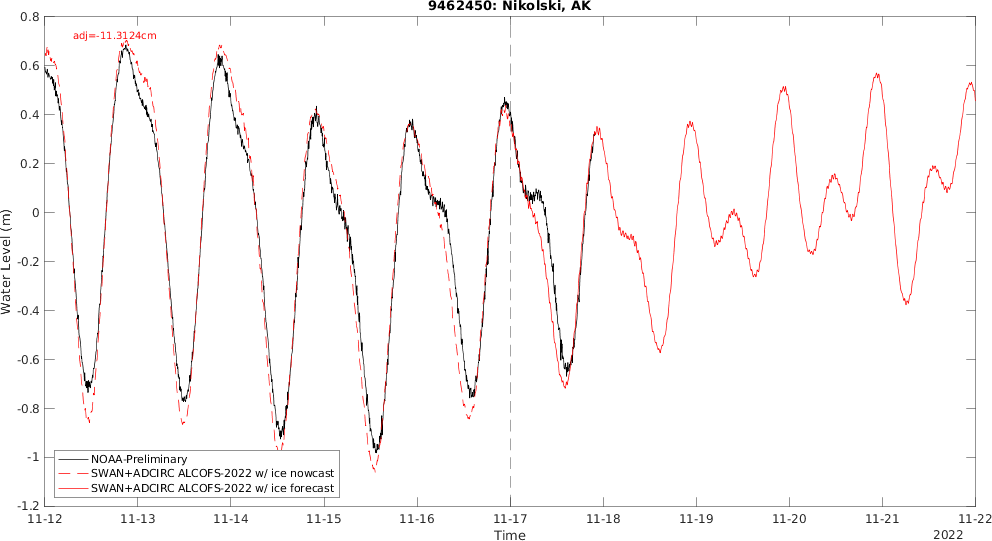 9462450: Nikolski, AK
adj=-11.3124cm
0.8
0.6
0.4
0.2
0
-0.2
-0.4
-0.6
-0.8
-1
-1.2
Water Level (m)
NOAA-Preliminary
SWAN+ADCIRC ALCOFS-2022 w/ ice nowcast
SWAN+ADCIRC ALCOFS-2022 w/ ice forecast
11-12 11-13 11-14 11-15 11-16 11-17 11-18 11-19 11-20 11-21 11-22
Time
2022